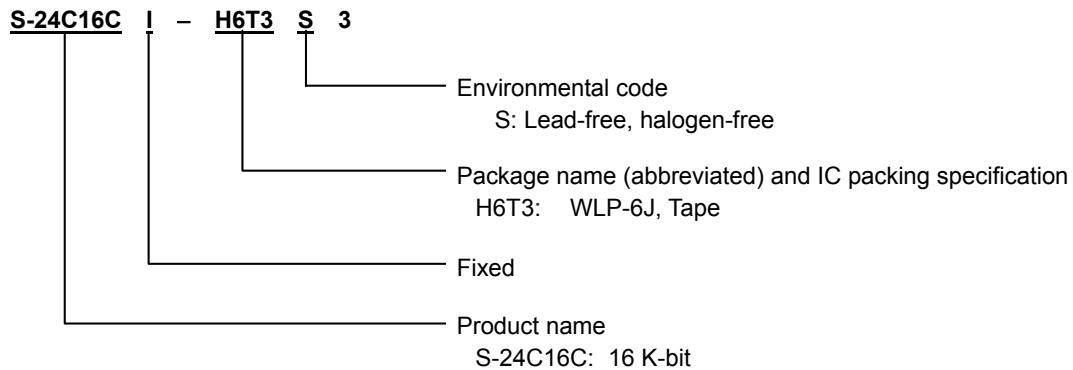 S-24C16C I – H6T3 S 3
Environmental code
S: Lead-free, halogen-free
Package name (abbreviated) and IC packing specification
H6T3: WLP-6J, Tape
Fixed
Product name
S-24C16C: 16 K-bit